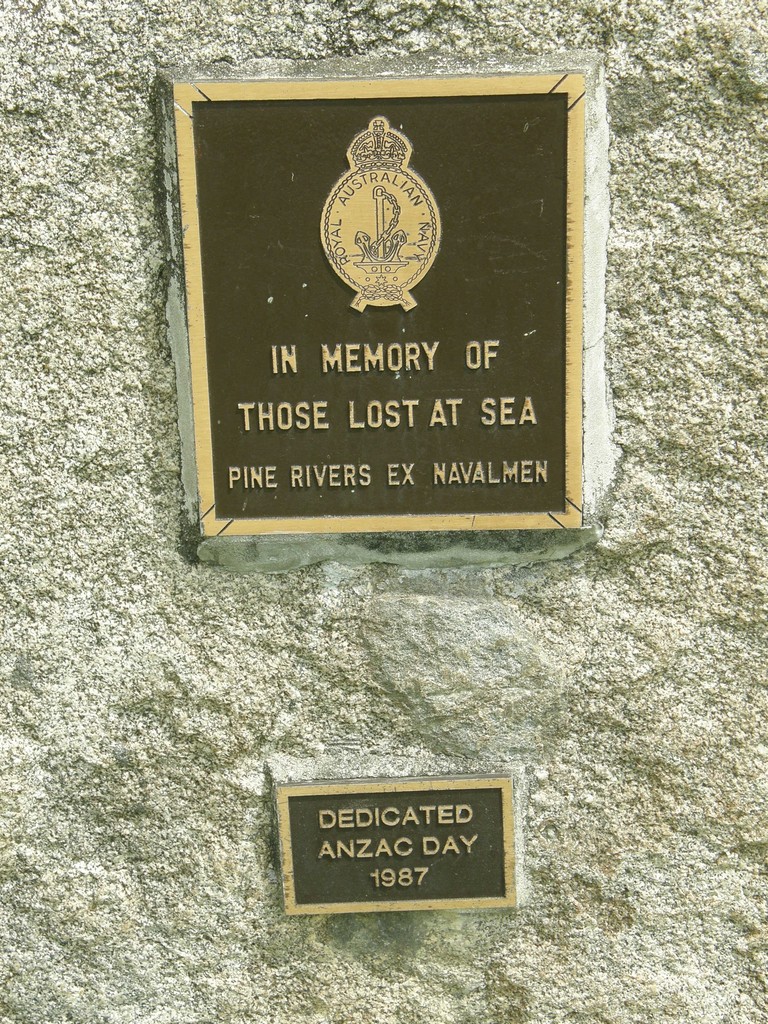 ROYAL · AUSTRALIAN · NAVY
IN MEMORY OF
THOSE LOST AT SEA
PINE RIVERS EX NAVALMEN
DEDICATED
ANZAC DAY
1987